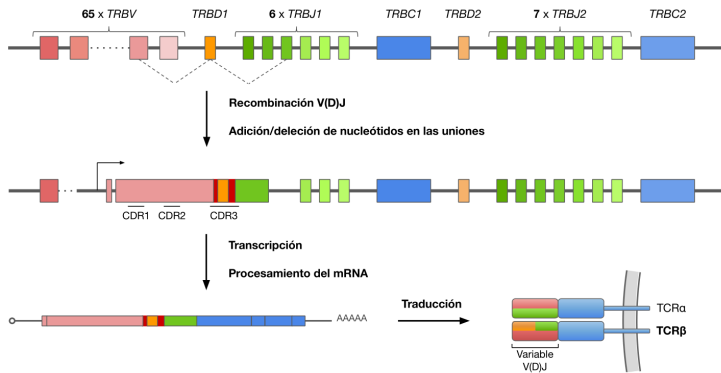 65 x TRBV
TRBD1
6 x TRBJ1
TRBC1
TRBD2
7 x TRBJ2
TRBC2
Recombinación V(D)J
Adición/deleción de nucleótidos en las uniones
CDR1
CDR2
CDR3
Transcripción
Procesamiento del mRNA
AAAAA
Traducción
TCRα
TCRβ
Variable
V(D)J